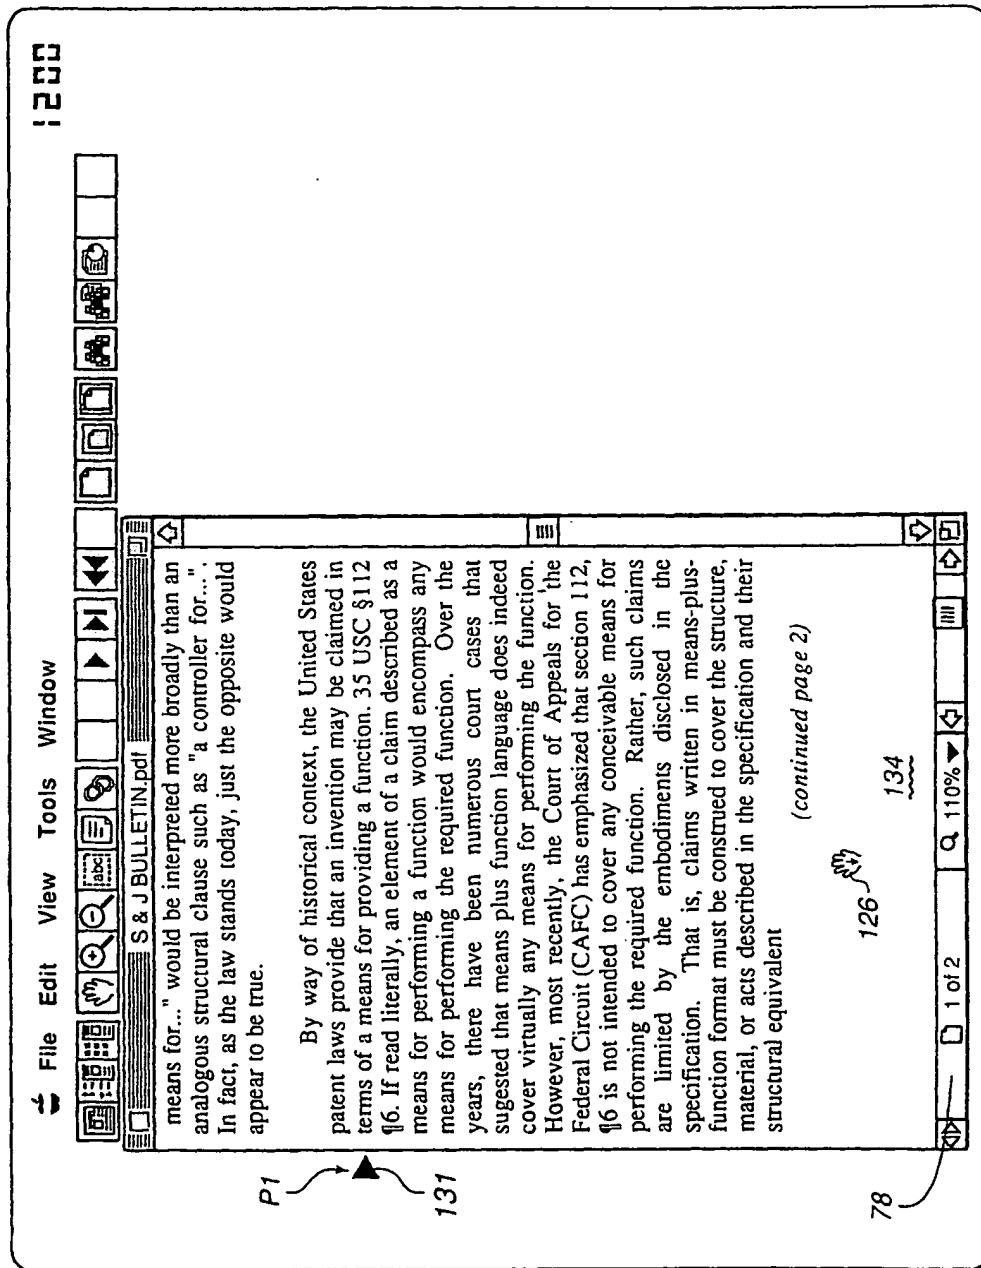 1200
File Edit View Tools Window
abc
S & J BULLETIN.pdf
means for..." would be interpreted more broadly than an
analogous structural clause such as "a controller for...".
In fact, as the law stands today, just the opposite would
appear to be true.
By way of historical context, the United States
patent laws provide that an invention may be claimed in
terms of a means for providing a function. 35 USC §112
¶6. If read literally, an element of a claim described as a
means for performing a function would encompass any
means for performing the required function. Over the
years, there have been numerous court cases that
sugested that means plus function language does indeed
cover virtually any means for performing the function.
However, most recently, the Court of Appeals for the
Federal Circuit (CAFC) has emphasized that section 112,
¶6 is not intended to cover any conceivable means for
performing the required function. Rather, such claims
are limited by the embodiments disclosed in the
specification. That is, claims written in means-plus-
function format must be construed to cover the structure,
material, or acts described in the specification and their
structural equivalent
(continued page 2)
P1
131
126
134
78
1 of 2
110%